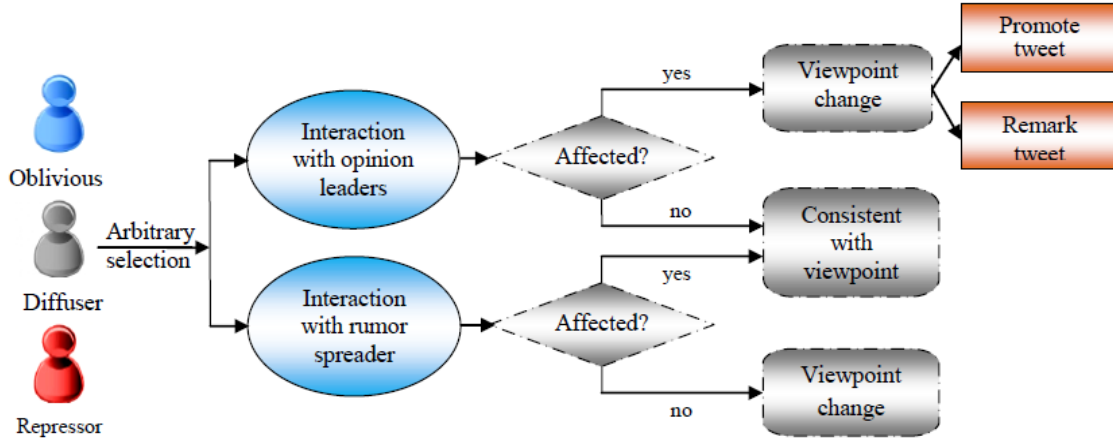 Oblivious
Diffuser
Repressor
Arbitrary
selection
Interaction
with opinion
leaders
Affected?
yes
no
Viewpoint
change
Promote
tweet
Remark
tweet
Consistent
with
viewpoint
Interaction
with rumor
spreader
Affected?
yes
no
Viewpoint
change